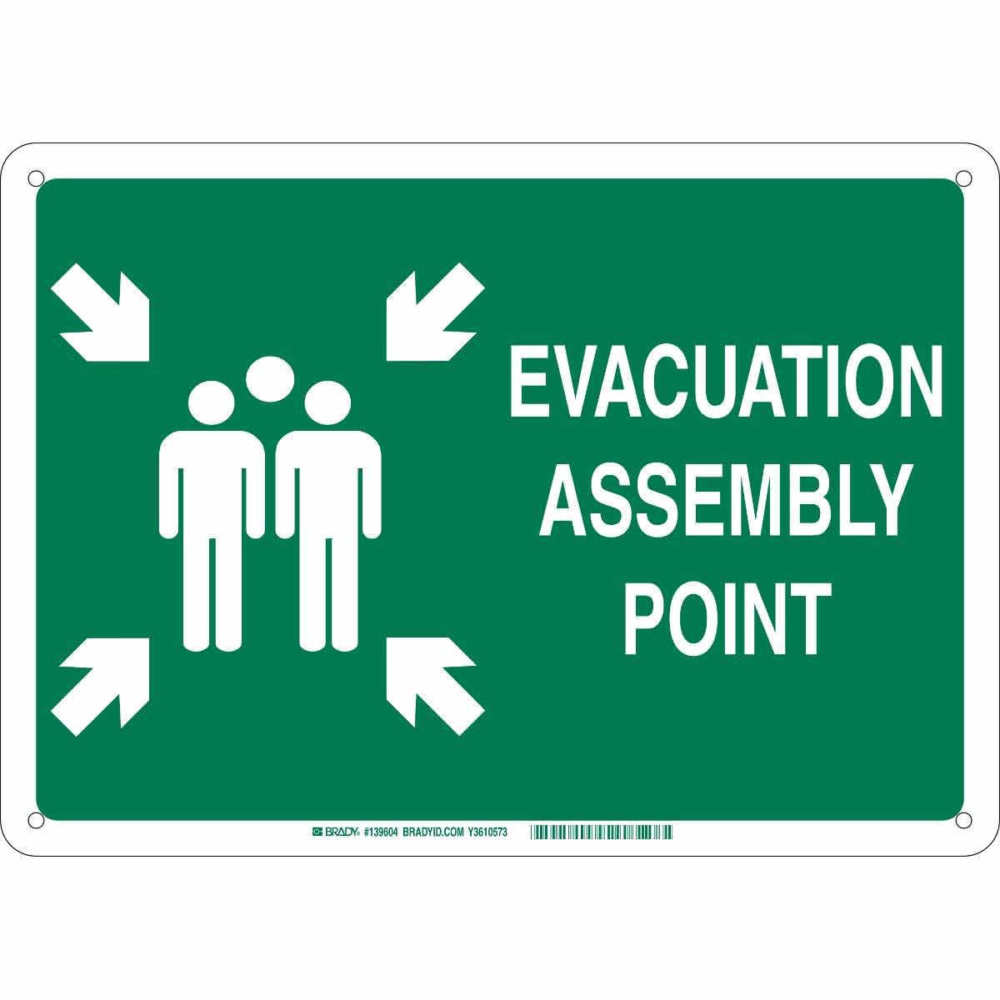 EVACUATION
ASSEMBLY
POINT
BRADY® #139604 BRADYID.COM Y3610573